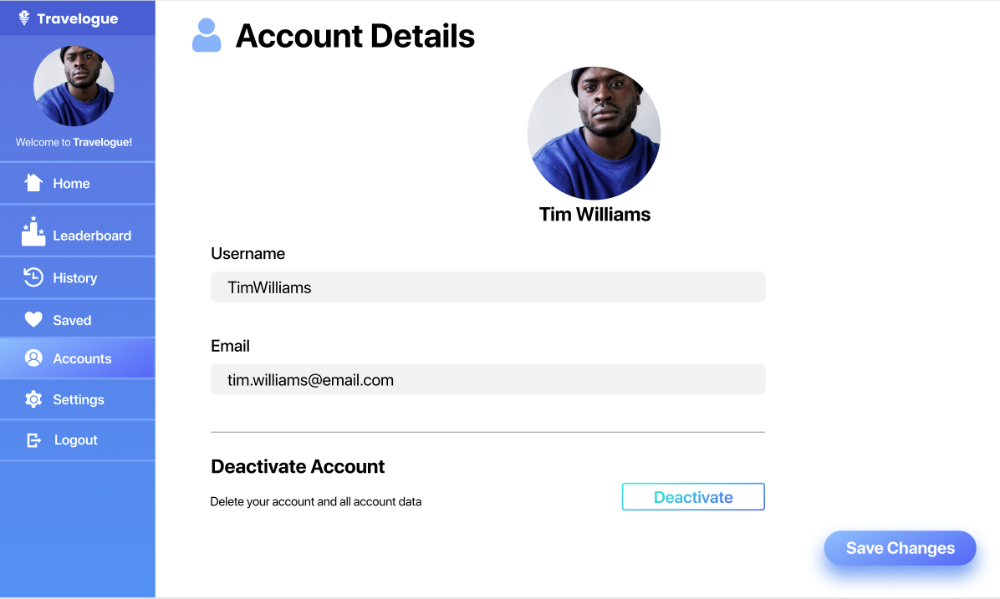 Travelogue
Welcome to Travelogue!
Home
Leaderboard
History
Saved
Accounts
Settings
Logout
Account Details
Tim Williams
Username
TimWilliams
Email
tim.williams@email.com
Deactivate Account
Delete your account and all account data
Deactivate
Save Changes